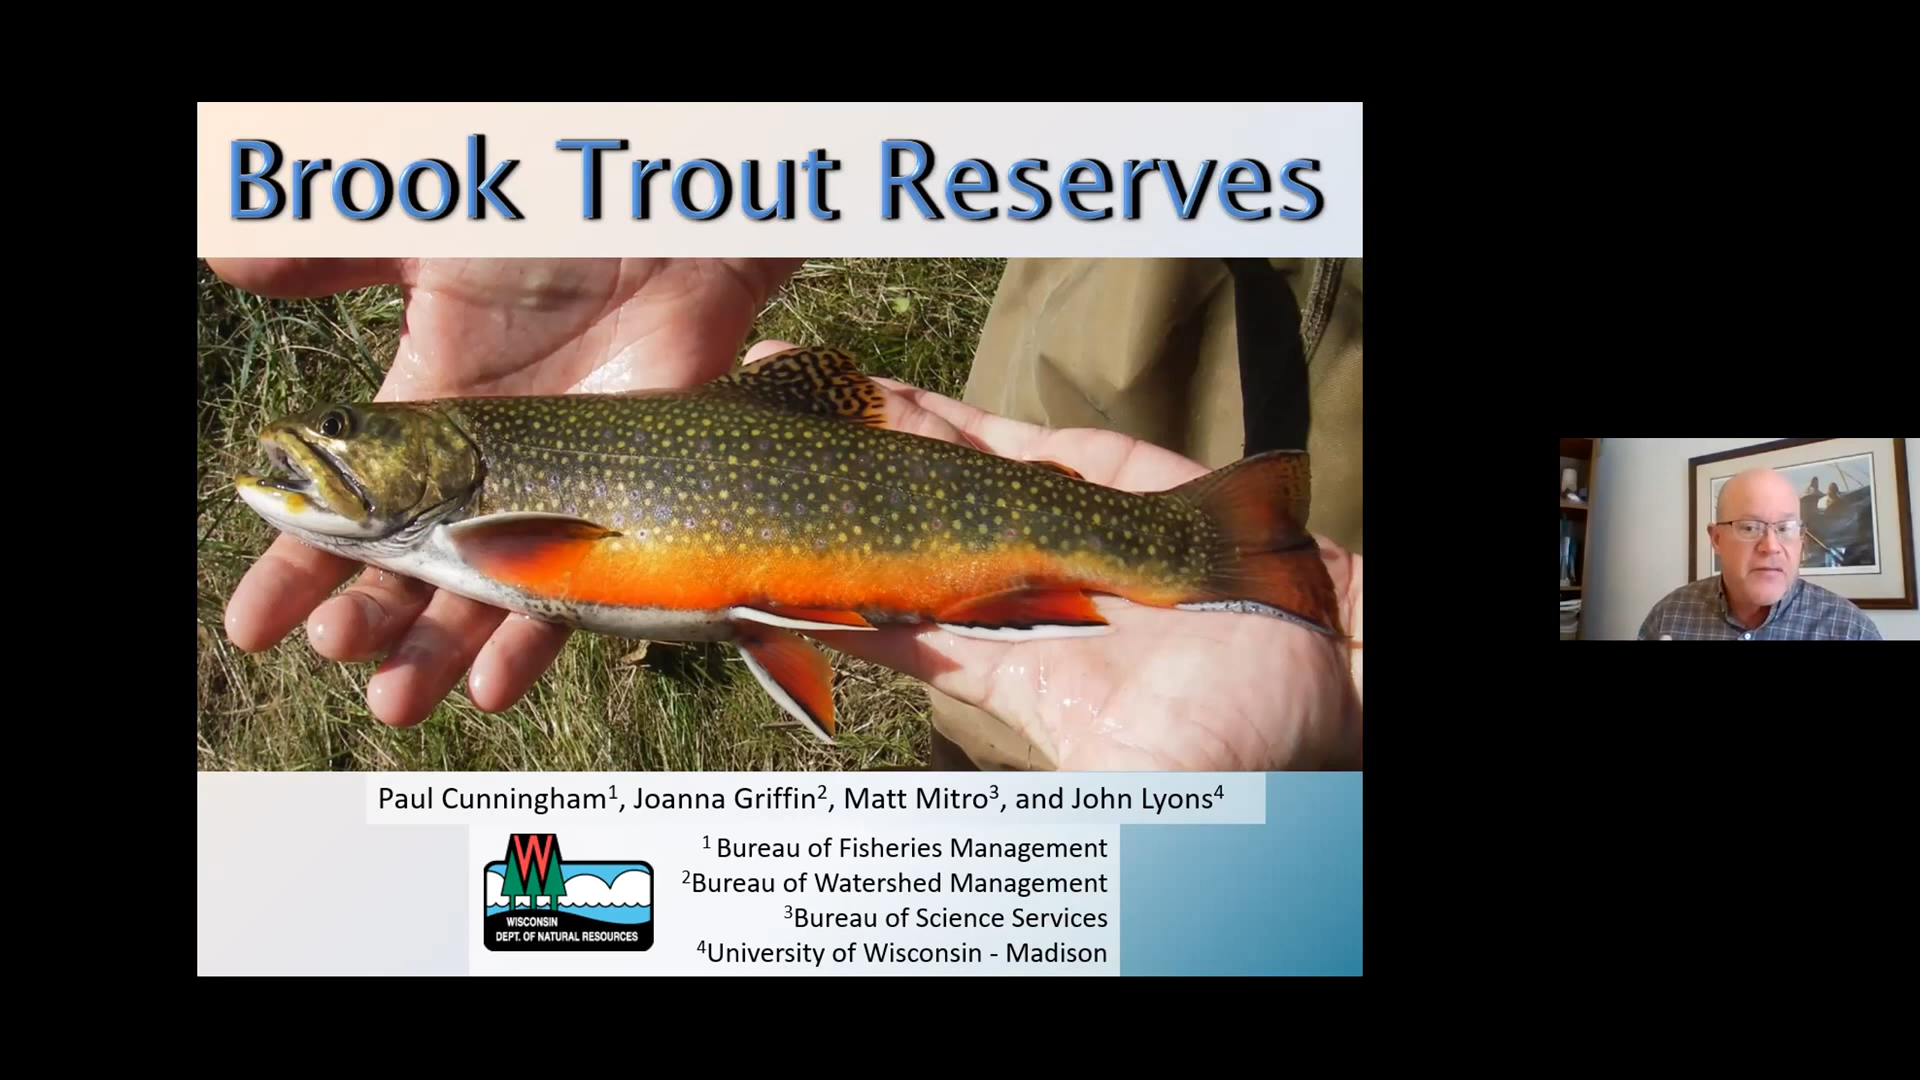 Brook Trout Reserves
Paul Cunningham¹, Joanna Griffin², Matt Mitro³, and John Lyons⁴
¹ Bureau of Fisheries Management
²Bureau of Watershed Management
³Bureau of Science Services
⁴University of Wisconsin - Madison
W
WISCONSIN
DEPT. OF NATURAL RESOURCES